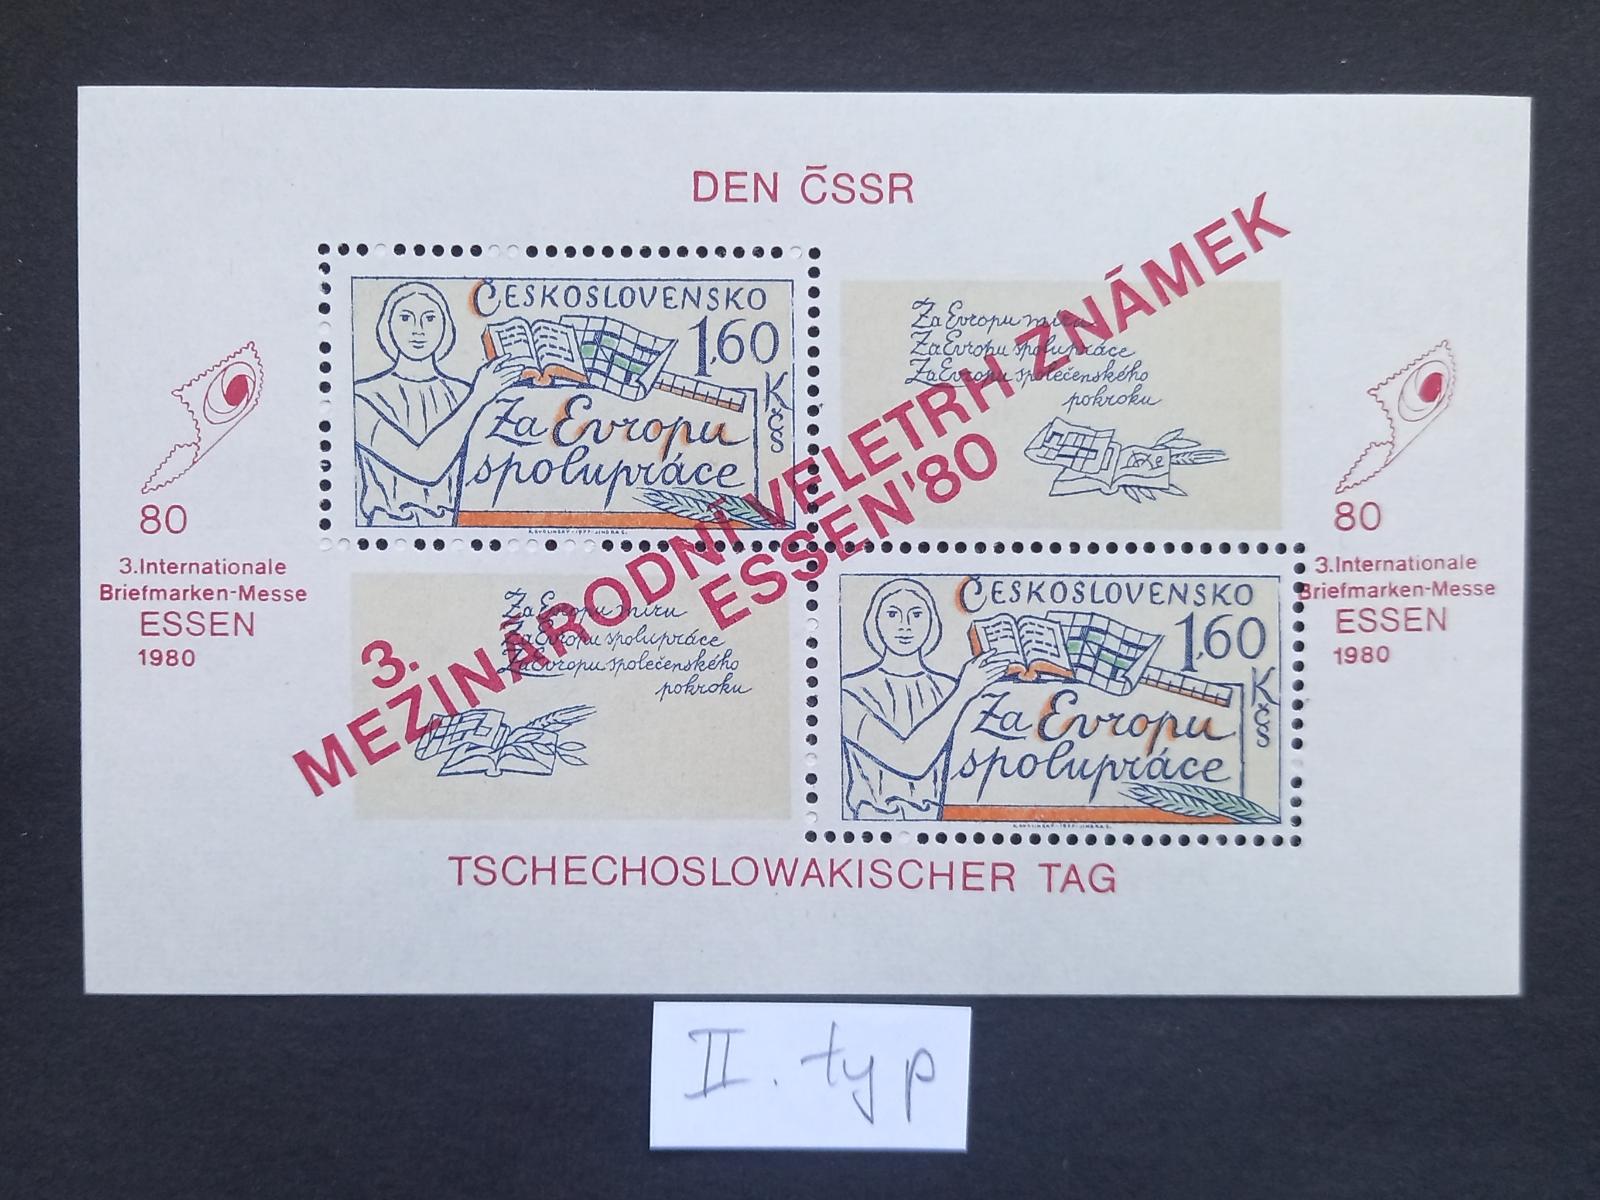 DEN ČSSR
3.
MEZINÁRODNÍ VELETRH ZNÁMEK
ESSEN'80
ČESKOSLOVENSKO
1,60
Kčs
Za Evropu
spolupráce
Za Evropu míru
Za Evropu spolupráce
Za Evropu společenského
pokroku
80
3.Internationale
Briefmarken-Messe
ESSEN
1980
80
3.Internationale
Briefmarken-Messe
ESSEN
1980
Za Evropu míru
Za Evropu spolupráce
Za Evropu společenského
pokroku
ČESKOSLOVENSKO
1,60
Kčs
Za Evropu
spolupráce
TSCHECHOSLOWAKISCHER TAG
II. typ